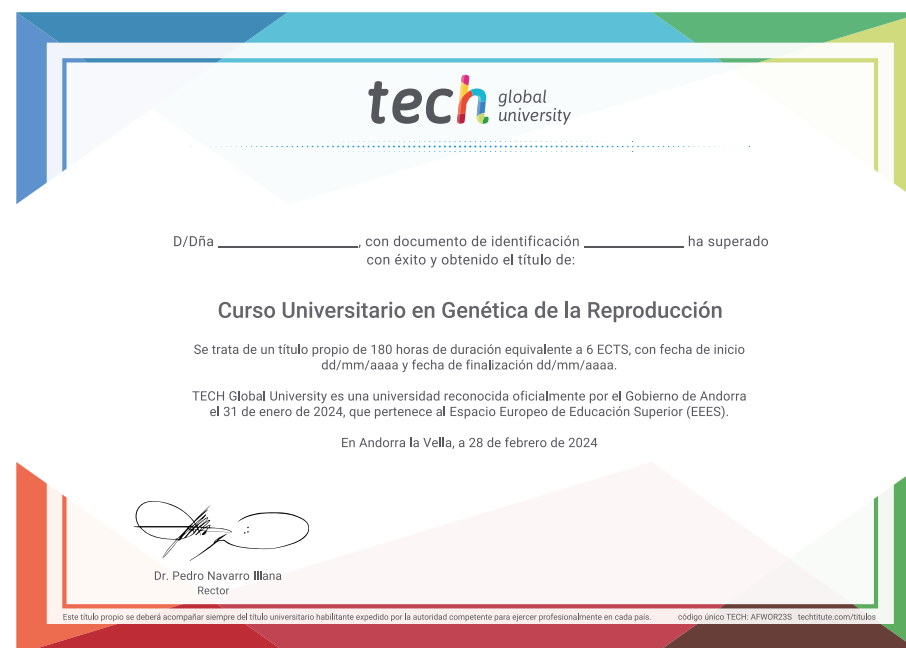 tech global university
D/Dña ____________________, con documento de identificación ______________ ha superado
con éxito y obtenido el título de:
Curso Universitario en Genética de la Reproducción
Se trata de un título propio de 180 horas de duración equivalente a 6 ECTS, con fecha de inicio
dd/mm/aaaa y fecha de finalización dd/mm/aaaa.
TECH Global University es una universidad reconocida oficialmente por el Gobierno de Andorra
el 31 de enero de 2024, que pertenece al Espacio Europeo de Educación Superior (EEES).
En Andorra la Vella, a 28 de febrero de 2024
Dr. Pedro Navarro Illana
Rector
Este título propio se deberá acompañar siempre del título universitario habilitante expedido por la autoridad competente para ejercer profesionalmente en cada país. código único TECH: AFWOR23S techtitute.com/titulos